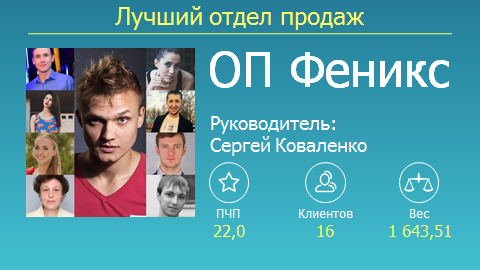 Лучший отдел продаж
ОП Феникс
Руководитель:
Сергей Коваленко
ПЧП
Клиентов
Вес
22,0
16
1 643,51